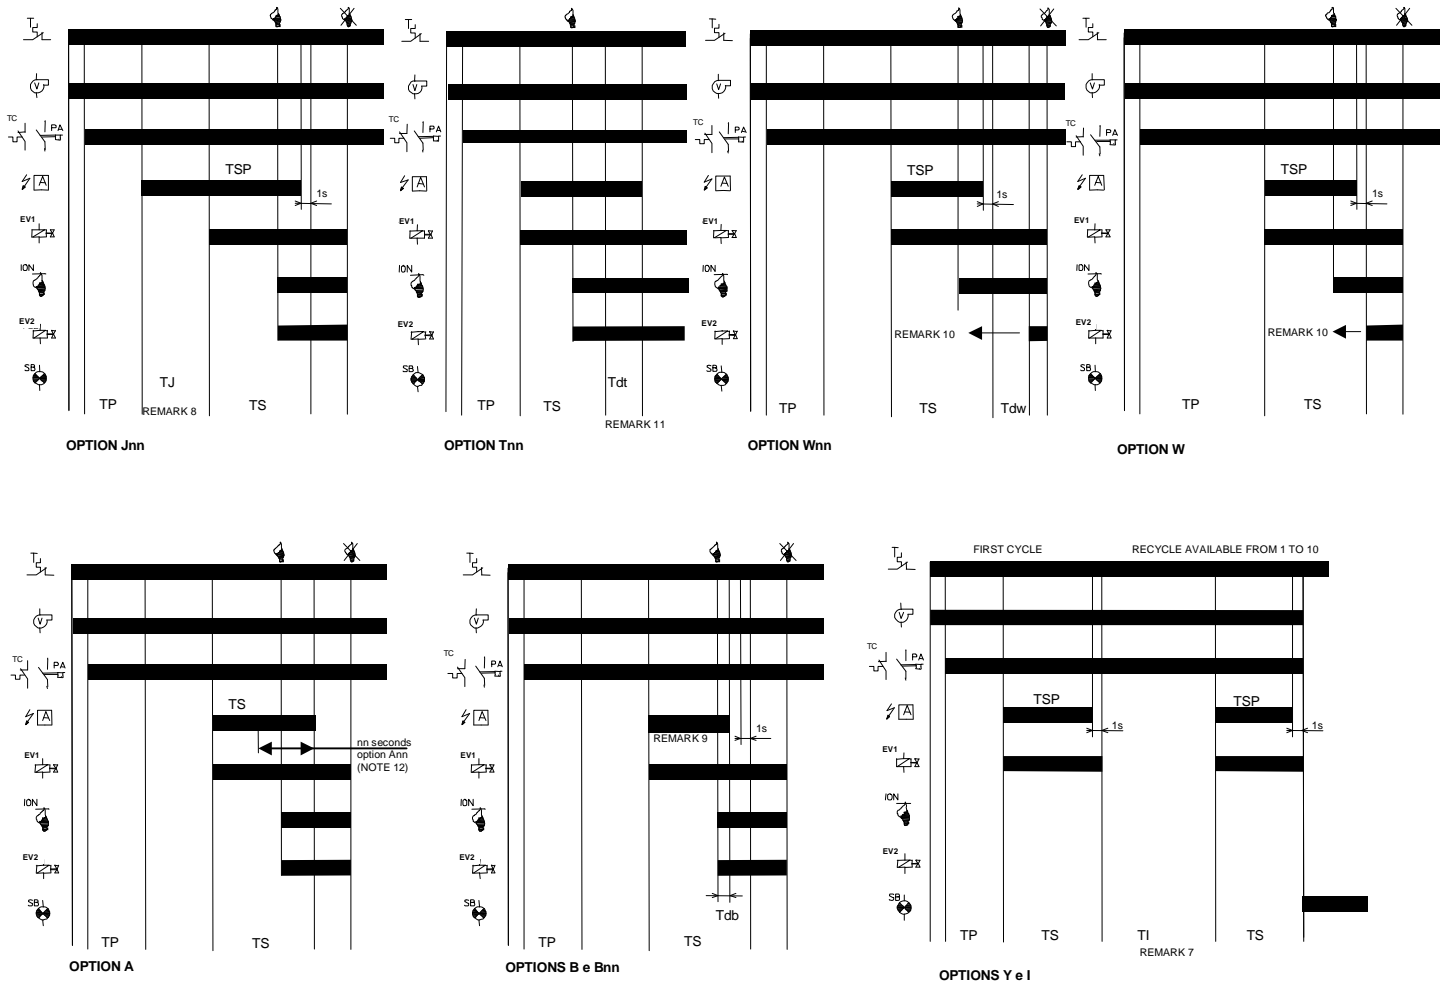 T
V
TC
PA
TSP
A
1s
EV1
ION
EV2
SB
TJ
TP
REMARK 8
TS
OPTION Jnn
T
V
PA
A
EV1
ION
EV2
SB
Tdt
TP
TS
REMARK 11
OPTION Tnn
T
V
TC
PA
TSP
A
1s
EV1
ION
EV2
REMARK 10
SB
TP
TS
Tdw
OPTION Wnn
T
V
TC
PA
TSP
A
1s
EV1
ION
EV2
REMARK 10
SB
TP
TS
OPTION W
T
V
TC
PA
TS
A
nn seconds
option Ann
(NOTE 12)
EV1
ION
EV2
SB
TP
TS
OPTION A
T
V
TC
PA
A
REMARK 9
1s
EV1
ION
EV2
SB
Tdb
TP
TS
OPTIONS B e Bnn
FIRST CYCLE
RECYCLE AVAILABLE FROM 1 TO 10
T
V
TC
PA
TSP
TSP
A
1s
1s
EV1
ION
EV2
SB
TP
TS
TI
TS
REMARK 7
OPTIONS Y e I